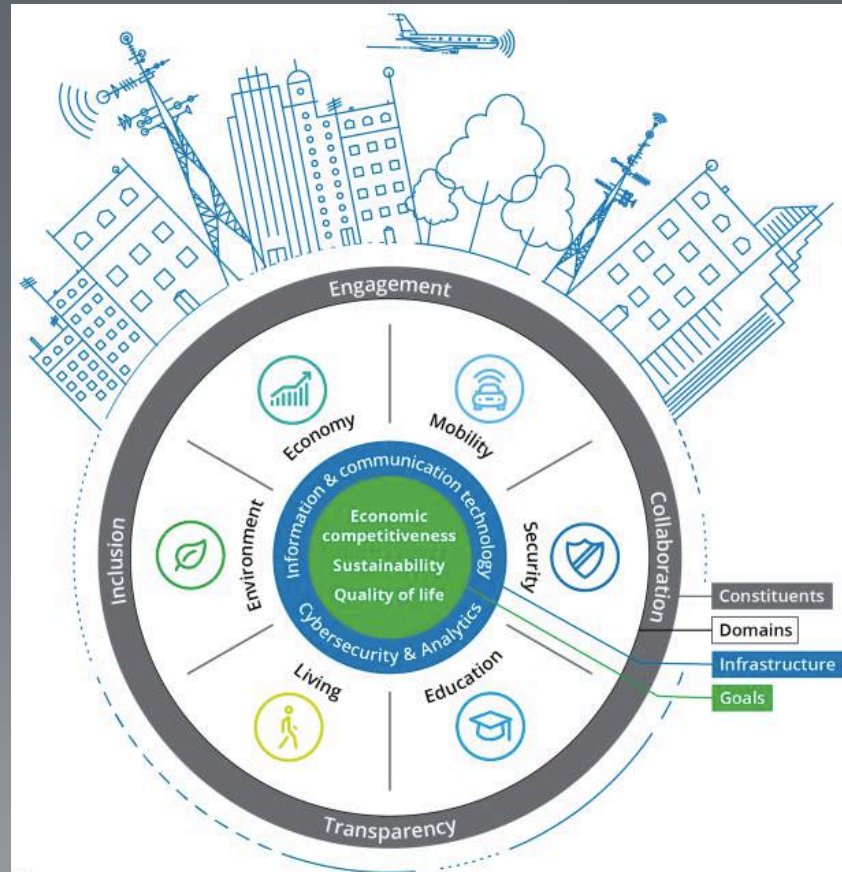 Engagement
Economy
Mobility
Inclusion
Environment
Information & communication technology
Economic
competitiveness
Sustainability
Quality of life
Cybersecurity & Analytics
Security
Collaboration
Living
Education
Transparency
Constituents
Domains
Infrastructure
Goals